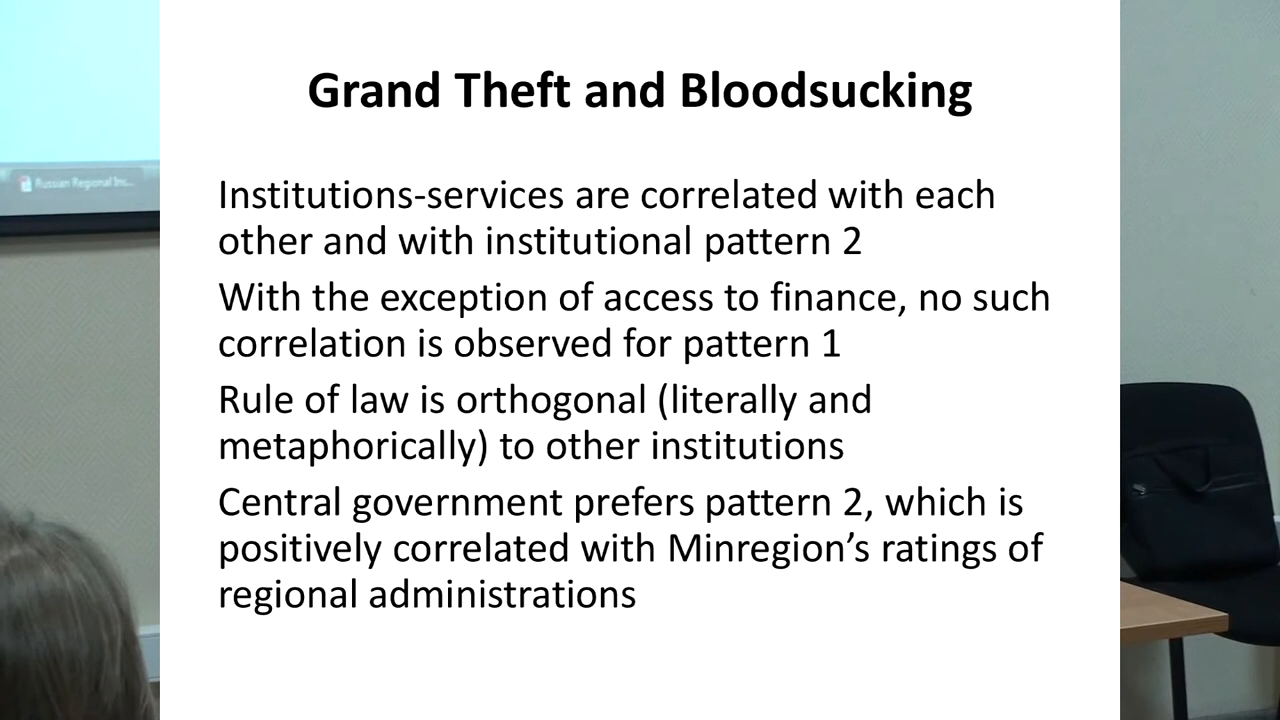 Grand Theft and Bloodsucking
Russian Regional Ins...
Institutions-services are correlated with each
other and with institutional pattern 2
With the exception of access to finance, no such
correlation is observed for pattern 1
Rule of law is orthogonal (literally and
metaphorically) to other institutions
Central government prefers pattern 2, which is
positively correlated with Minregion’s ratings of
regional administrations